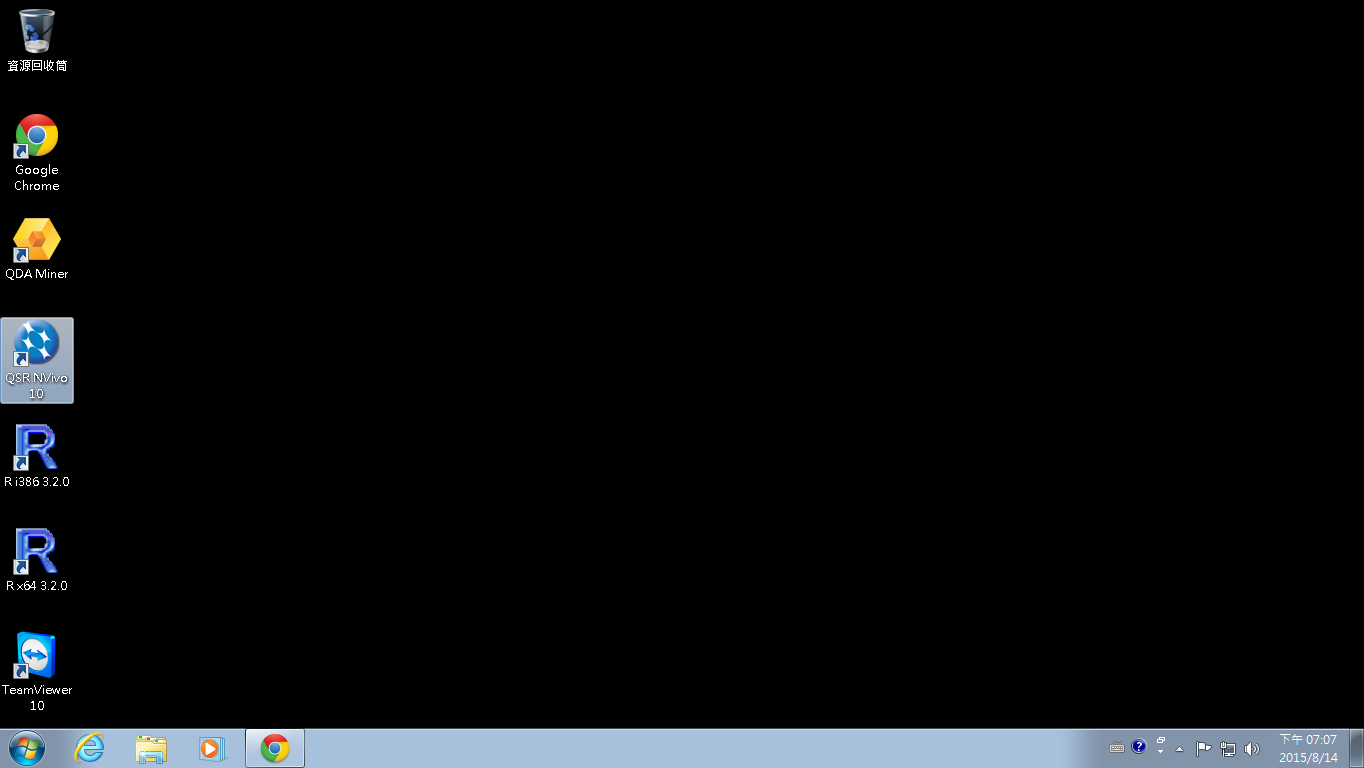 資源回收筒
Google
Chrome
QDA Miner
QSR NVivo
10
R i386 3.2.0
R x64 3.2.0
TeamViewer
10
下午 07:07
2015/8/14